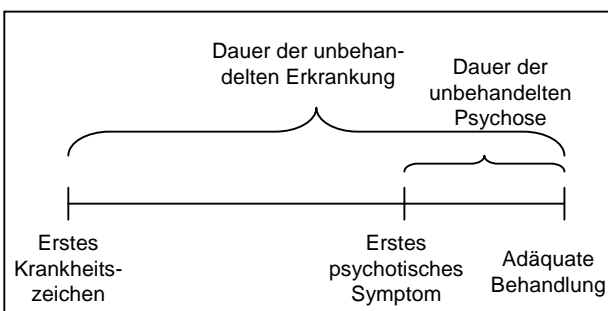 Dauer der unbehan-
delten Erkrankung
Dauer der
unbehandelten
Psychose
Erstes
Krankheits-
zeichen
Erstes
psychotisches
Symptom
Adäquate
Behandlung